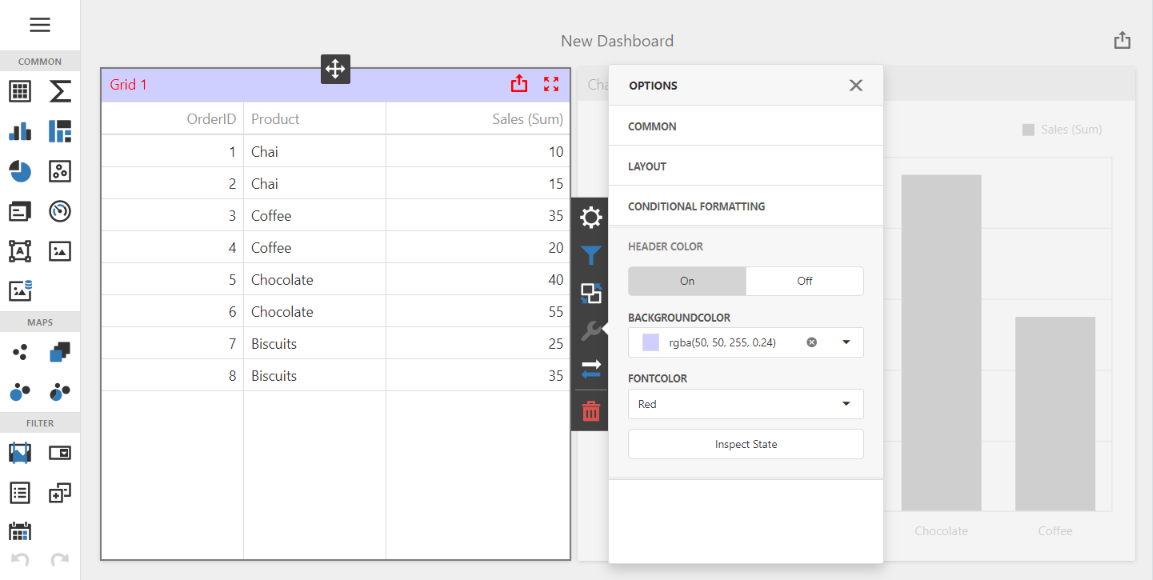 New Dashboard
COMMON
MAPS
FILTER
A
Grid 1
OrderID Product Sales (Sum)
1 Chai 10
2 Chai 15
3 Coffee 35
4 Coffee 20
5 Chocolate 40
6 Chocolate 55
7 Biscuits 25
8 Biscuits 35
Cha
OPTIONS
COMMON
LAYOUT
CONDITIONAL FORMATTING
HEADER COLOR
On Off
BACKGROUNDCOLOR
rgba(50, 50, 255, 0.24)
FONTCOLOR
Red
Inspect State
Sales (Sum)
Chocolate Coffee